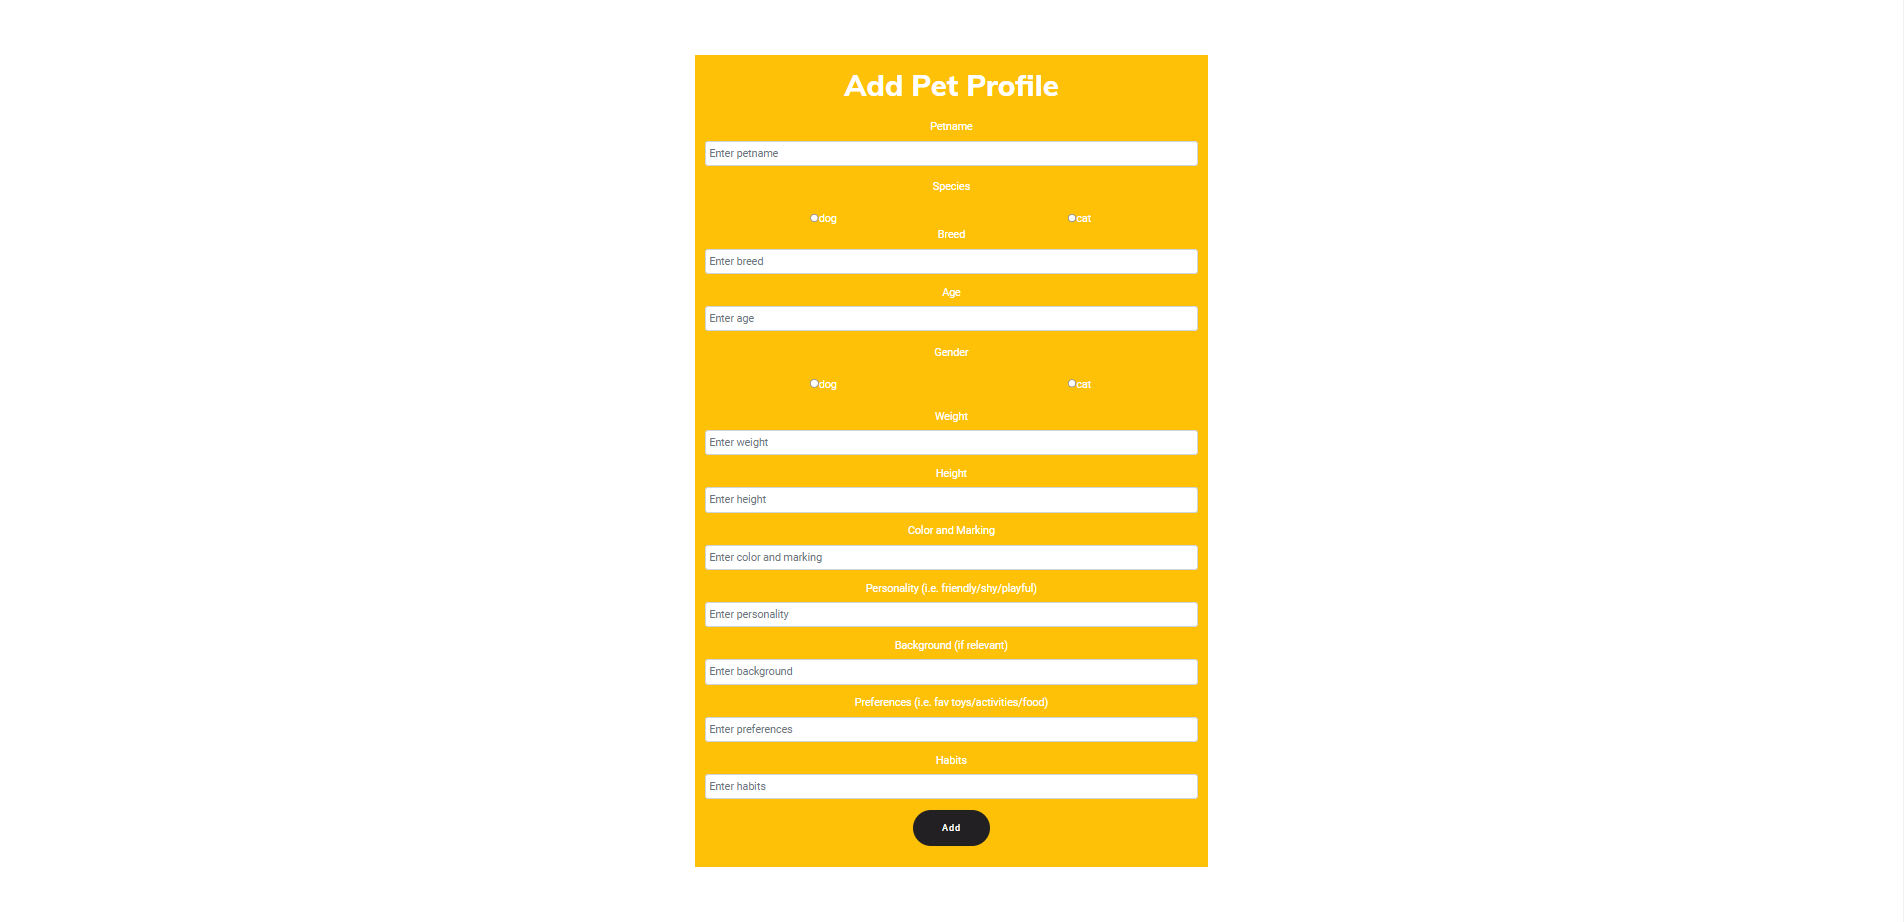 Add Pet Profile
Petname
Enter petname
Species
dog cat
Breed
Enter breed
Age
Enter age
Gender
dog cat
Weight
Enter weight
Height
Enter height
Color and Marking
Enter color and marking
Personality (i.e. friendly/shy/playful)
Enter personality
Background (if relevant)
Enter background
Preferences (i.e. fav toys/activities/food)
Enter preferences
Habits
Enter habits
Add